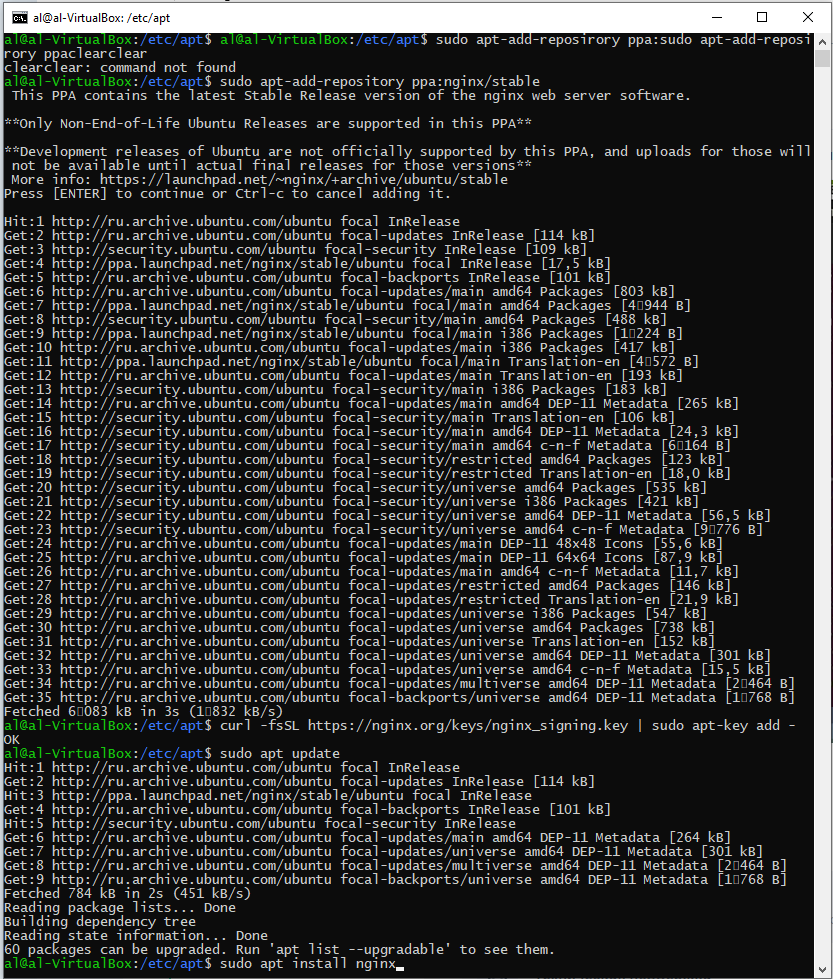 al@al-VirtualBox: /etc/apt
al@al-VirtualBox:/etc/apt$ al@al-VirtualBox:/etc/apt$ sudo apt-add-reposirory ppa:sudo apt-add-reposi
rory ppaclearclear
clearclear: command not found
al@al-VirtualBox:/etc/apt$ sudo apt-add-repository ppa:nginx/stable
 This PPA contains the latest Stable Release version of the nginx web server software.
**Only Non-End-of-Life Ubuntu Releases are supported in this PPA**
**Development releases of Ubuntu are not officially supported by this PPA, and uploads for those will
 not be available until actual final releases for those versions**
 More info: https://launchpad.net/~nginx/+archive/ubuntu/stable
Press [ENTER] to continue or Ctrl-c to cancel adding it.
Hit:1 http://ru.archive.ubuntu.com/ubuntu focal InRelease
Get:2 http://ru.archive.ubuntu.com/ubuntu focal-updates InRelease [114 kB]
Get:3 http://security.ubuntu.com/ubuntu focal-security InRelease [109 kB]
Get:4 http://ppa.launchpad.net/nginx/stable/ubuntu focal InRelease [17,5 kB]
Get:5 http://ru.archive.ubuntu.com/ubuntu focal-backports InRelease [101 kB]
Get:6 http://ru.archive.ubuntu.com/ubuntu focal-updates/main amd64 Packages [803 kB]
Get:7 http://ppa.launchpad.net/nginx/stable/ubuntu focal/main amd64 Packages [4▯944 B]
Get:8 http://security.ubuntu.com/ubuntu focal-security/main amd64 Packages [488 kB]
Get:9 http://ppa.launchpad.net/nginx/stable/ubuntu focal/main i386 Packages [1▯224 B]
Get:10 http://ru.archive.ubuntu.com/ubuntu focal-updates/main i386 Packages [417 kB]
Get:11 http://ppa.launchpad.net/nginx/stable/ubuntu focal/main Translation-en [4▯572 B]
Get:12 http://ru.archive.ubuntu.com/ubuntu focal-updates/main Translation-en [193 kB]
Get:13 http://security.ubuntu.com/ubuntu focal-security/main i386 Packages [183 kB]
Get:14 http://ru.archive.ubuntu.com/ubuntu focal-updates/main amd64 DEP-11 Metadata [265 kB]
Get:15 http://security.ubuntu.com/ubuntu focal-security/main Translation-en [106 kB]
Get:16 http://security.ubuntu.com/ubuntu focal-security/main amd64 DEP-11 Metadata [24,3 kB]
Get:17 http://security.ubuntu.com/ubuntu focal-security/main amd64 c-n-f Metadata [6▯164 B]
Get:18 http://security.ubuntu.com/ubuntu focal-security/restricted amd64 Packages [123 kB]
Get:19 http://security.ubuntu.com/ubuntu focal-security/restricted Translation-en [18,0 kB]
Get:20 http://security.ubuntu.com/ubuntu focal-security/universe amd64 Packages [535 kB]
Get:21 http://security.ubuntu.com/ubuntu focal-security/universe i386 Packages [421 kB]
Get:22 http://security.ubuntu.com/ubuntu focal-security/universe amd64 DEP-11 Metadata [56,5 kB]
Get:23 http://security.ubuntu.com/ubuntu focal-security/universe amd64 c-n-f Metadata [9▯776 B]
Get:24 http://ru.archive.ubuntu.com/ubuntu focal-updates/main DEP-11 48x48 Icons [55,6 kB]
Get:25 http://ru.archive.ubuntu.com/ubuntu focal-updates/main DEP-11 64x64 Icons [87,9 kB]
Get:26 http://ru.archive.ubuntu.com/ubuntu focal-updates/main amd64 c-n-f Metadata [11,7 kB]
Get:27 http://ru.archive.ubuntu.com/ubuntu focal-updates/restricted amd64 Packages [146 kB]
Get:28 http://ru.archive.ubuntu.com/ubuntu focal-updates/restricted Translation-en [21,9 kB]
Get:29 http://ru.archive.ubuntu.com/ubuntu focal-updates/universe i386 Packages [547 kB]
Get:30 http://ru.archive.ubuntu.com/ubuntu focal-updates/universe amd64 Packages [738 kB]
Get:31 http://ru.archive.ubuntu.com/ubuntu focal-updates/universe Translation-en [152 kB]
Get:32 http://ru.archive.ubuntu.com/ubuntu focal-updates/universe amd64 DEP-11 Metadata [301 kB]
Get:33 http://ru.archive.ubuntu.com/ubuntu focal-updates/universe amd64 c-n-f Metadata [15,5 kB]
Get:34 http://ru.archive.ubuntu.com/ubuntu focal-updates/multiverse amd64 DEP-11 Metadata [2▯464 B]
Get:35 http://ru.archive.ubuntu.com/ubuntu focal-backports/universe amd64 DEP-11 Metadata [1▯768 B]
Fetched 6▯083 kB in 3s (1▯832 kB/s)
al@al-VirtualBox:/etc/apt$ curl -fsSL https://nginx.org/keys/nginx_signing.key | sudo apt-key add -
OK
al@al-VirtualBox:/etc/apt$ sudo apt update
Hit:1 http://ru.archive.ubuntu.com/ubuntu focal InRelease
Get:2 http://ru.archive.ubuntu.com/ubuntu focal-updates InRelease [114 kB]
Hit:3 http://ppa.launchpad.net/nginx/stable/ubuntu focal InRelease
Get:4 http://ru.archive.ubuntu.com/ubuntu focal-backports InRelease [101 kB]
Hit:5 http://security.ubuntu.com/ubuntu focal-security InRelease
Get:6 http://ru.archive.ubuntu.com/ubuntu focal-updates/main amd64 DEP-11 Metadata [264 kB]
Get:7 http://ru.archive.ubuntu.com/ubuntu focal-updates/universe amd64 DEP-11 Metadata [301 kB]
Get:8 http://ru.archive.ubuntu.com/ubuntu focal-updates/multiverse amd64 DEP-11 Metadata [2▯464 B]
Get:9 http://ru.archive.ubuntu.com/ubuntu focal-backports/universe amd64 DEP-11 Metadata [1▯768 B]
Fetched 784 kB in 2s (451 kB/s)
Reading package lists... Done
Building dependency tree
Reading state information... Done
60 packages can be upgraded. Run 'apt list --upgradable' to see them.
al@al-VirtualBox:/etc/apt$ sudo apt install nginx